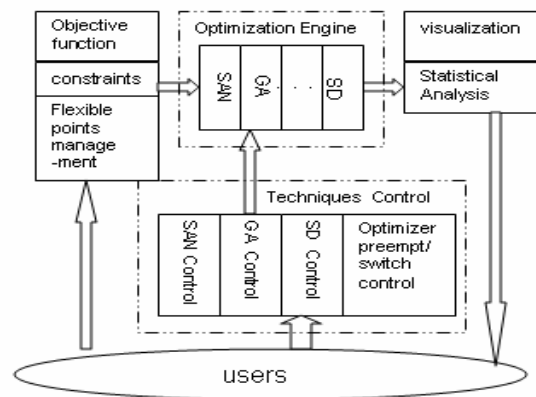 Objective
function
constraints
Flexible
points
manage
-ment
Optimization Engine
SAN
GA
. . .
SD
visualization
Statistical
Analysis
Techniques Control
SAN Control
GA Control
SD Control
Optimizer
preempt/
switch
control
users